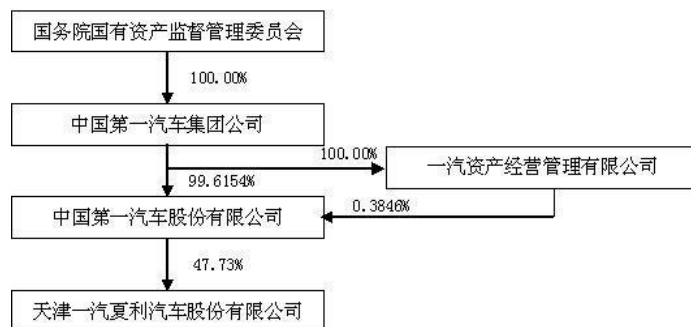 国务院国有资产监督管理委员会
100.00%
中国第一汽车集团公司
100.00%
一汽资产经营管理有限公司
99.6154%
0.3846%
中国第一汽车股份有限公司
47.73%
天津一汽夏利汽车股份有限公司